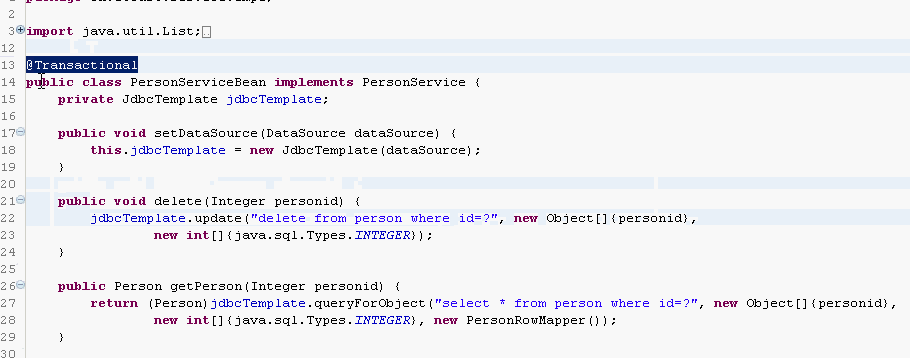 2
3 import java.util.List;
12
13 @Transactional
14 public class PersonServiceBean implements PersonService {
15 private JdbcTemplate jdbcTemplate;
16
17 public void setDataSource(DataSource dataSource) {
18 this.jdbcTemplate = new JdbcTemplate(dataSource);
19 }
20
21 public void delete(Integer personid) {
22 jdbcTemplate.update("delete from person where id=?", new Object[]{personid},
23 new int[]{java.sql.Types.INTEGER});
24 }
25
26 public Person getPerson(Integer personid) {
27 return (Person)jdbcTemplate.queryForObject("select * from person where id=?", new Object[]{personid},
28 new int[]{java.sql.Types.INTEGER}, new PersonRowMapper());
29 }
30